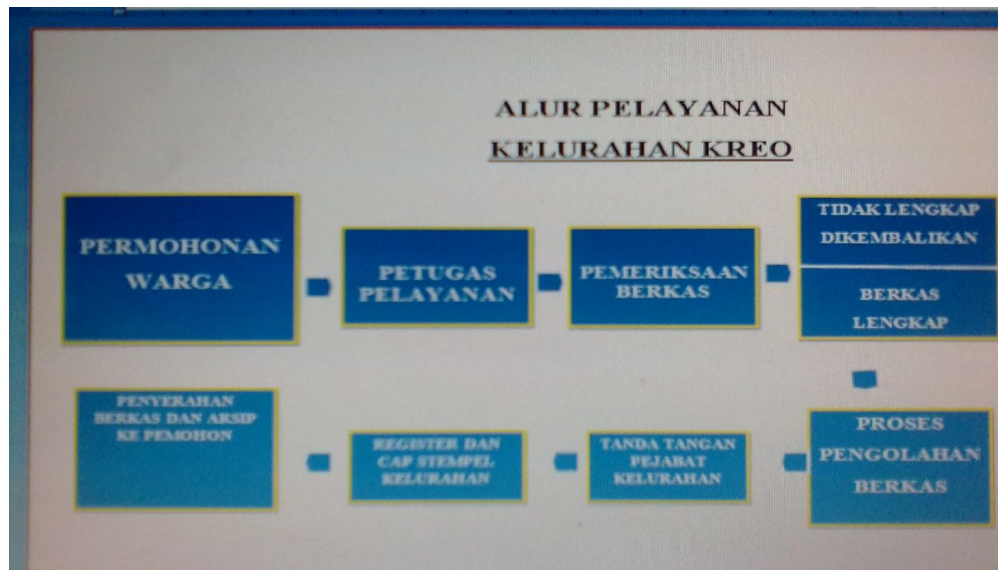 ALUR PELAYANAN
KELURAHAN KREO
PERMOHONAN
WARGA
PETUGAS
PELAYANAN
PEMERIKSAAN
BERKAS
TIDAK LENGKAP
DIKEMBALIKAN
BERKAS
LENGKAP
PROSES
PENGOLAHAN
BERKAS
TANDA TANGAN
PEJABAT
KELURAHAN
REGISTER DAN
CAP STEMPEL
KELURAHAN
PENYERAHAN
BERKAS DAN ARSIP
KE PEMOHON